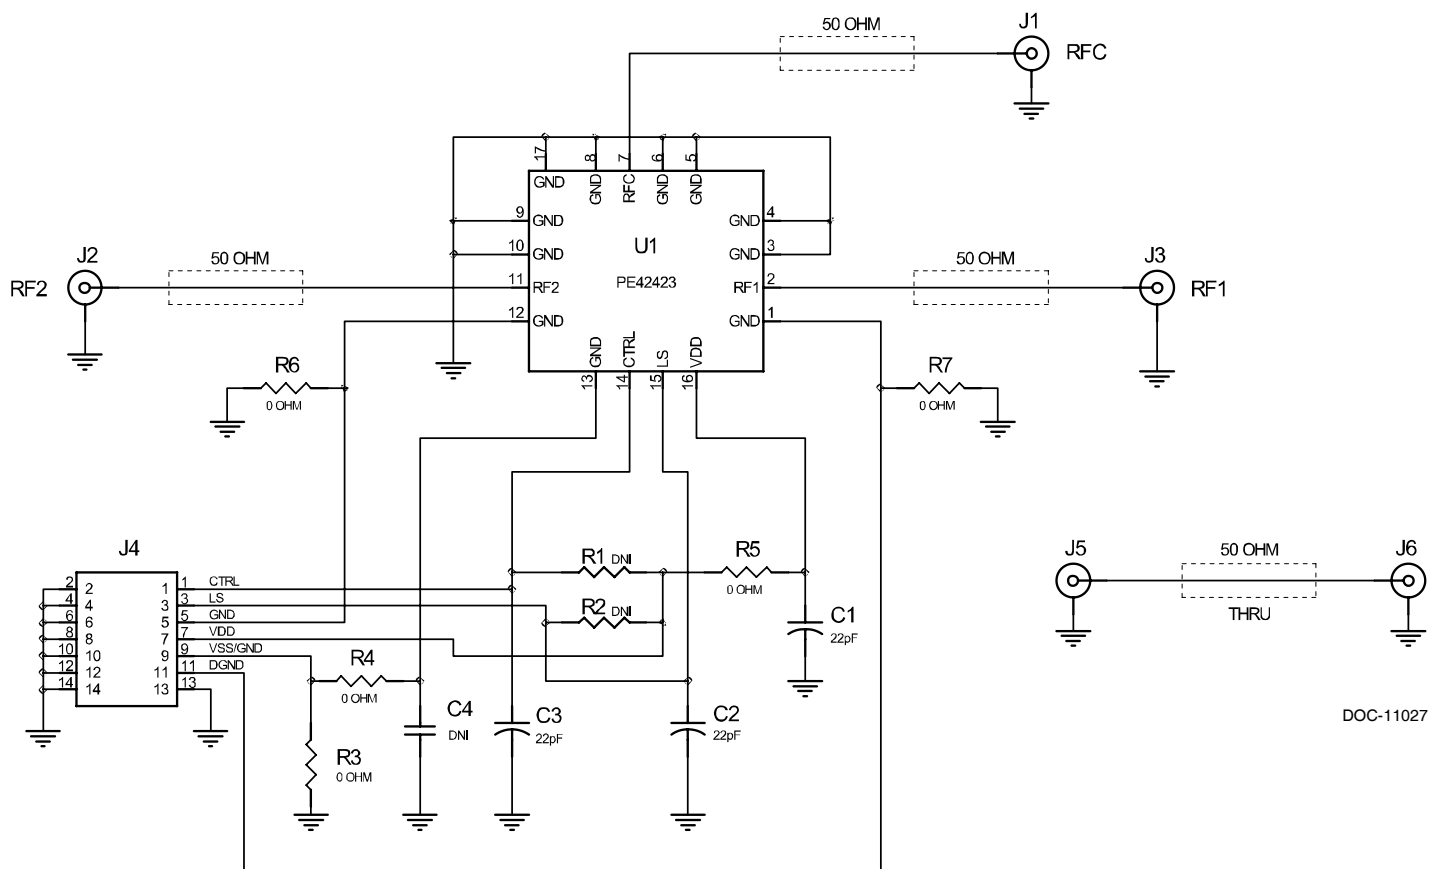 50 OHM
J1
RFC
17
8
7
6
5
GND
GND
RFC
GND
GND
9
GND
GND
4
10
GND
GND
3
U1
PE42423
J2
50 OHM
RF2
11
RF2
RF1
2
50 OHM
J3
RF1
12
GND
GND
1
GND
CTRL
LS
VDD
13
14
15
16
R6
0 OHM
R7
0 OHM
J4
2
2
1
1
CTRL
4
4
3
3
LS
6
6
5
5
GND
8
8
7
7
VDD
10
10
9
9
VSS/GND
12
12
11
11
DGND
14
14
13
13
R1 DNI
R5
0 OHM
R2 DNI
C1
22pF
R4
0 OHM
R3
0 OHM
C4
DNI
C3
22pF
C2
22pF
J5
50 OHM
J6
THRU
DOC-11027